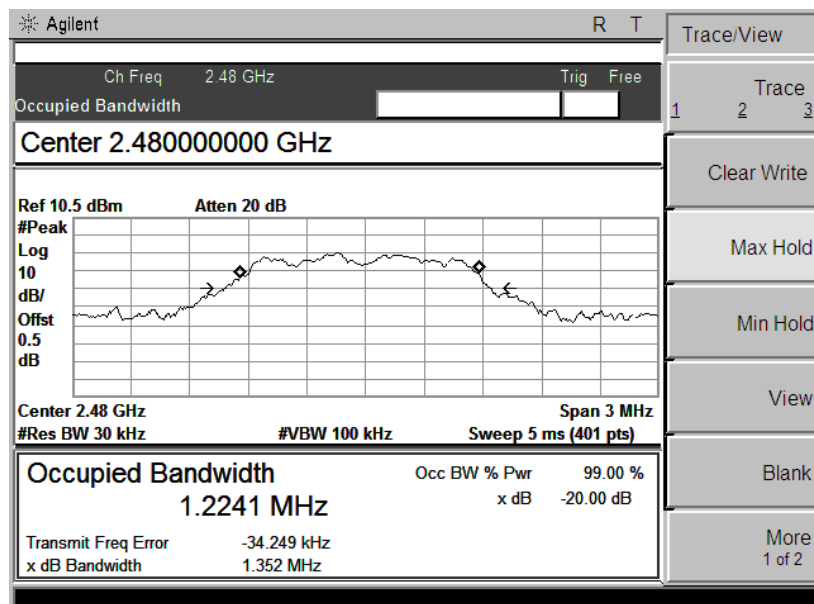 Agilent R T
Ch Freq 2.48 GHz Trig Free
Occupied Bandwidth
Center 2.480000000 GHz
Ref 10.5 dBm Atten 20 dB
#Peak
Log
10
dB/
Offst
0.5
dB
Center 2.48 GHz Span 3 MHz
#Res BW 30 kHz #VBW 100 kHz Sweep 5 ms (401 pts)
Occupied Bandwidth Occ BW % Pwr 99.00 %
1.2241 MHz x dB -20.00 dB
Transmit Freq Error -34.249 kHz
x dB Bandwidth 1.352 MHz
Trace/View
Trace
1 2 3
Clear Write
Max Hold
Min Hold
View
Blank
More
1 of 2